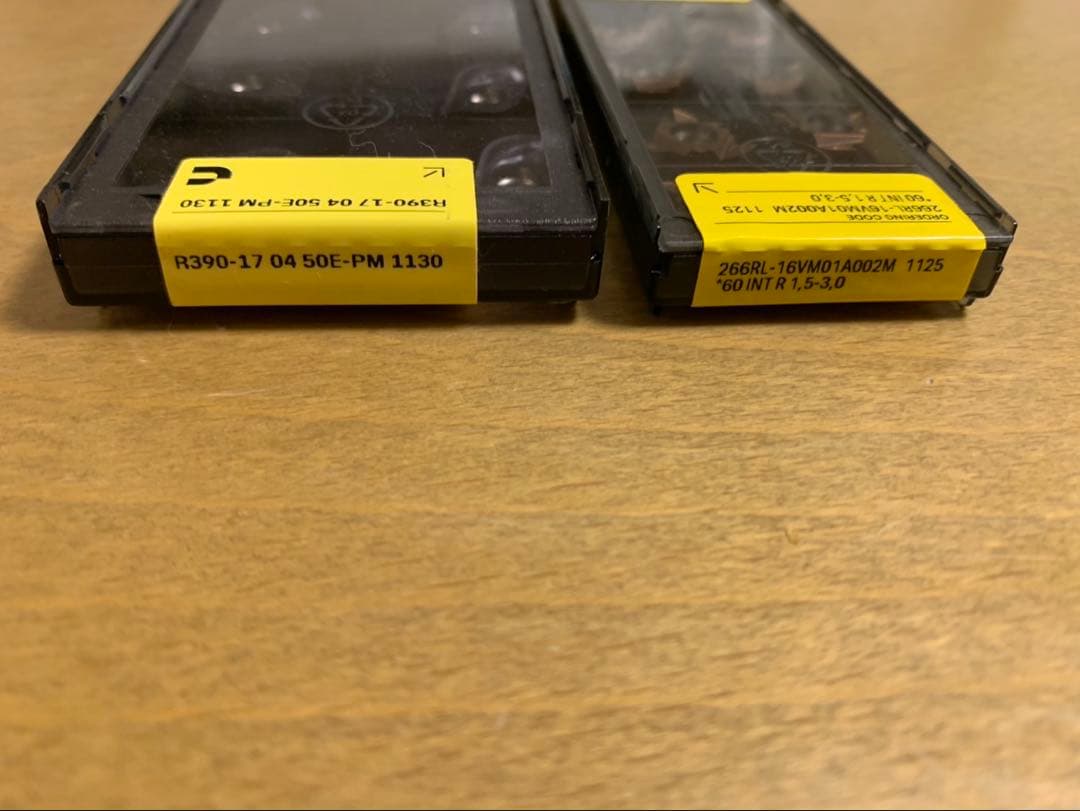 R390-17 04 50E-PM 1130
R390-17 04 50E-PM 1130
ORDERING CODE
266RL-16VM01A002M 1125
*60 INT R 1,5-3,0
266RL-16VM01A002M 1125
*60 INT R 1,5-3,0